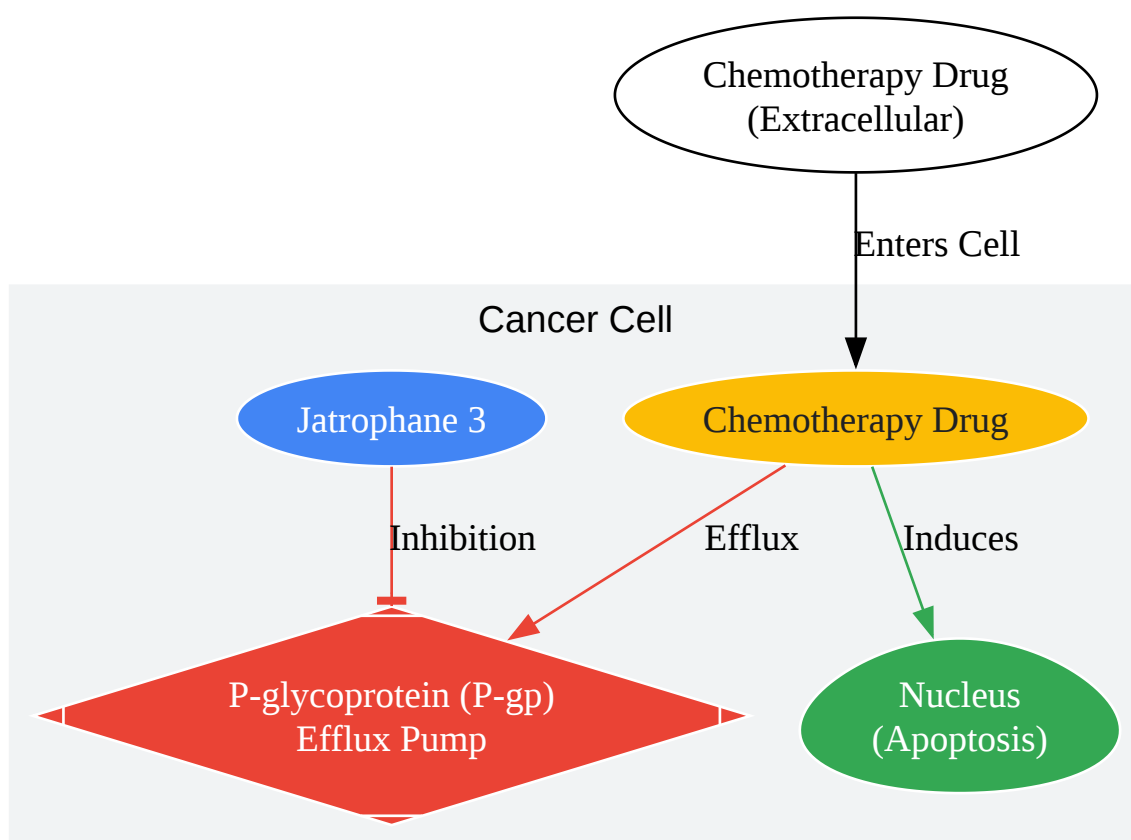 Chemotherapy Drug
(Extracellular)
Enters Cell
Cancer Cell
Jatrophane 3
Chemotherapy Drug
Inhibition
Efflux
Induces
P-glycoprotein (P-gp)
Efflux Pump
Nucleus
(Apoptosis)